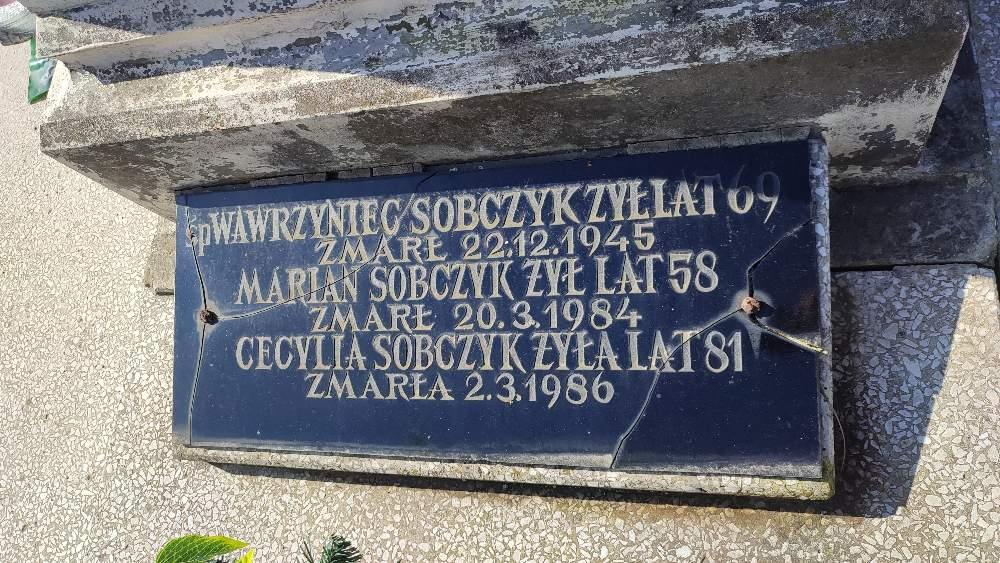 śp WAWRZYNIEC SOBCZYK ŻYŁ LAT 69
ZMARŁ 22.12.1945
MARIAN SOBCZYK ŻYŁ LAT 58
ZMARŁ 20.3.1984
CECYLIA SOBCZYK ŻYŁA LAT 81
ZMARŁA 2.3.1986